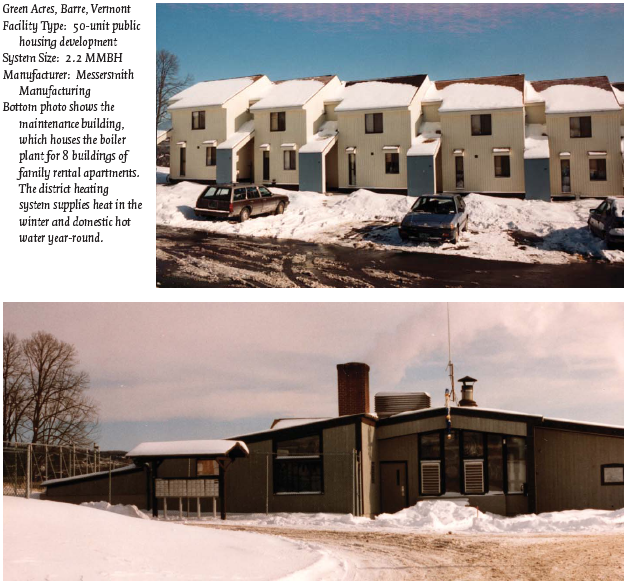 Green Acres, Barre, Vermont
Facility Type: 50-unit public
housing development
System Size: 2.2 MMBH
Manufacturer: Messersmith
Manufacturing
Bottom photo shows the
maintenance building,
which houses the boiler
plant for 8 buildings of
family rental apartments.
The district heating
system supplies heat in the
winter and domestic hot
water year-round.